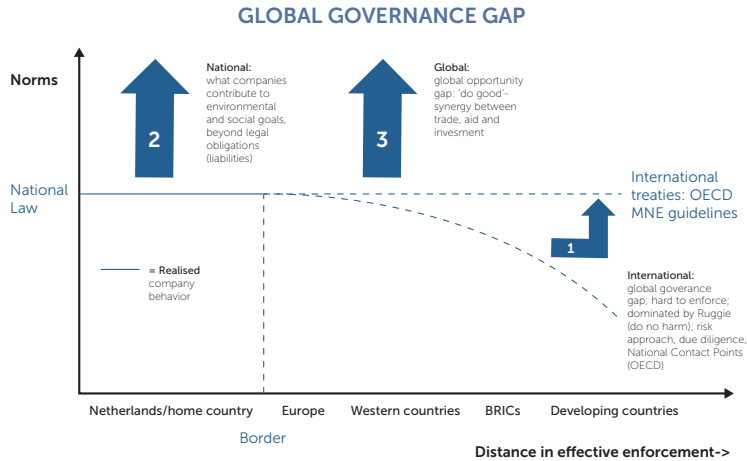 GLOBAL GOVERNANCE GAP
Norms
2
National:
what companies
contribute to
environmental
and social goals,
beyond legal
obligations
(liabilities)
3
Global:
global opportunity
gap: 'do good'-
synergy between
trade, aid and
invesment
National
Law
International
treaties: OECD
MNE guidelines
1
= Realised
company
behavior
International:
global goverance
gap; hard to enforce;
dominated by Ruggie
(do no harm); risk
approach, due diligence,
National Contact Points
(OECD)
Netherlands/home country
Europe
Western countries
BRICs
Developing countries
Border
Distance in effective enforcement->